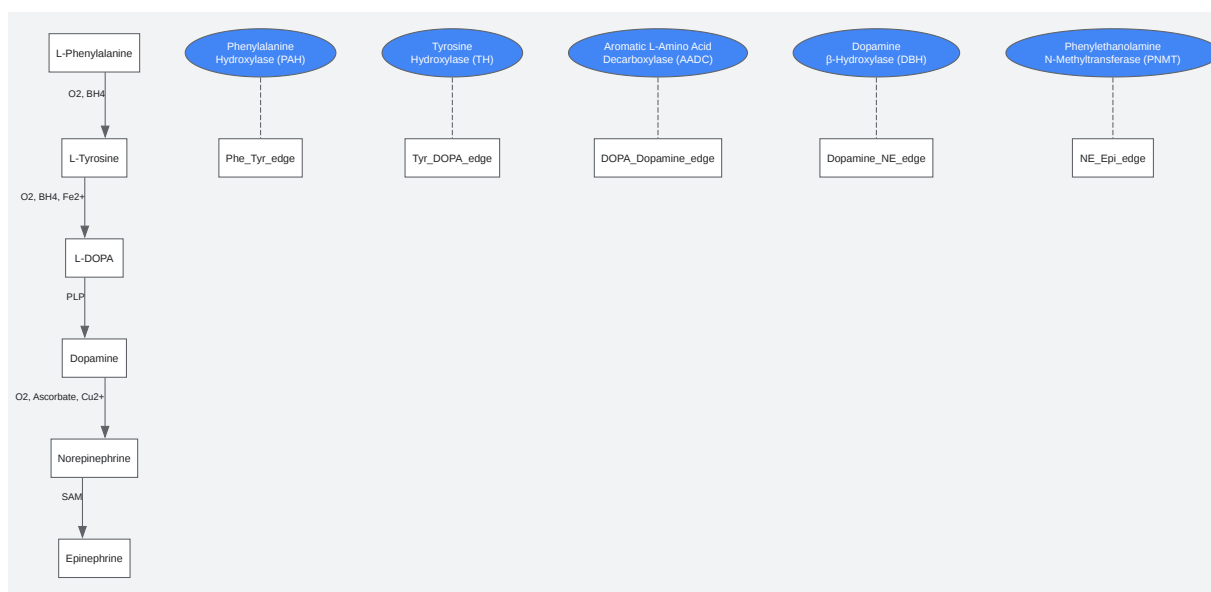 L-Phenylalanine
Phenylalanine
Hydroxylase (PAH)
Tyrosine
Hydroxylase (TH)
Aromatic L-Amino Acid
Decarboxylase (AADC)
Dopamine
β-Hydroxylase (DBH)
Phenylethanolamine
N-Methyltransferase (PNMT)
O2, BH4
L-Tyrosine
Phe_Tyr_edge
Tyr_DOPA_edge
DOPA_Dopamine_edge
Dopamine_NE_edge
NE_Epi_edge
O2, BH4, Fe2+
L-DOPA
PLP
Dopamine
O2, Ascorbate, Cu2+
Norepinephrine
SAM
Epinephrine